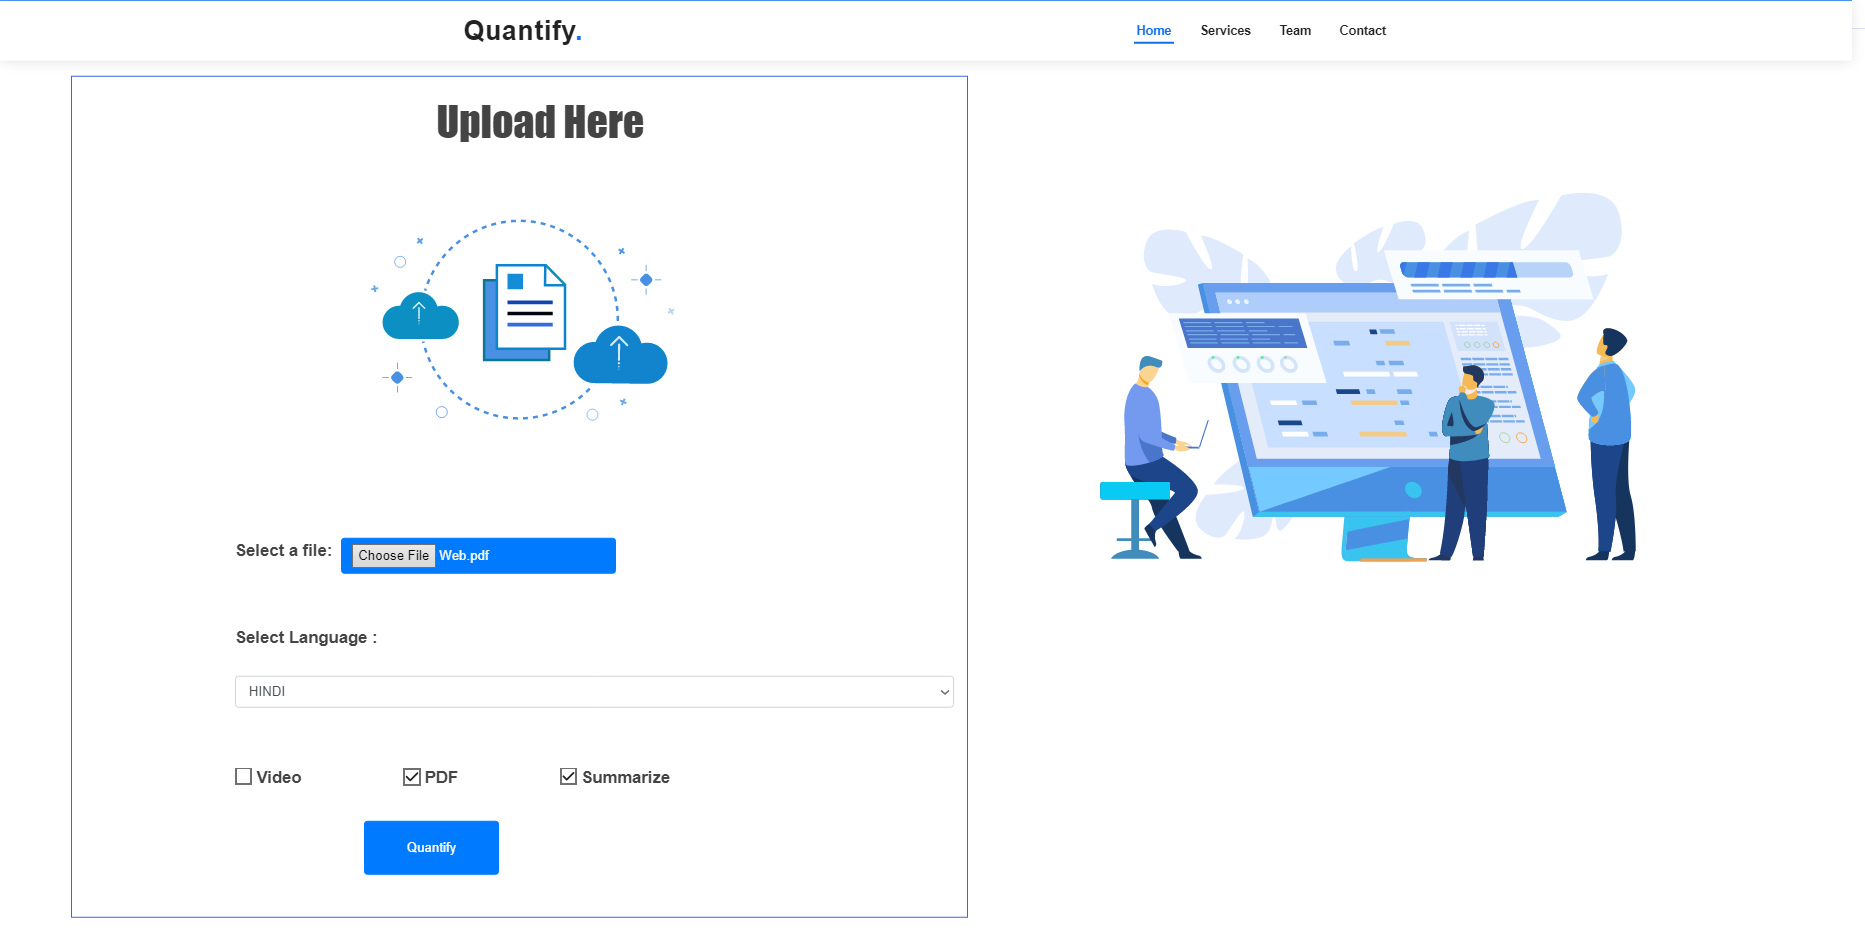 Quantify.
Home Services Team Contact
Upload Here
Select a file: Choose File Web.pdf
Select Language :
HINDI
Video PDF Summarize
Quantify